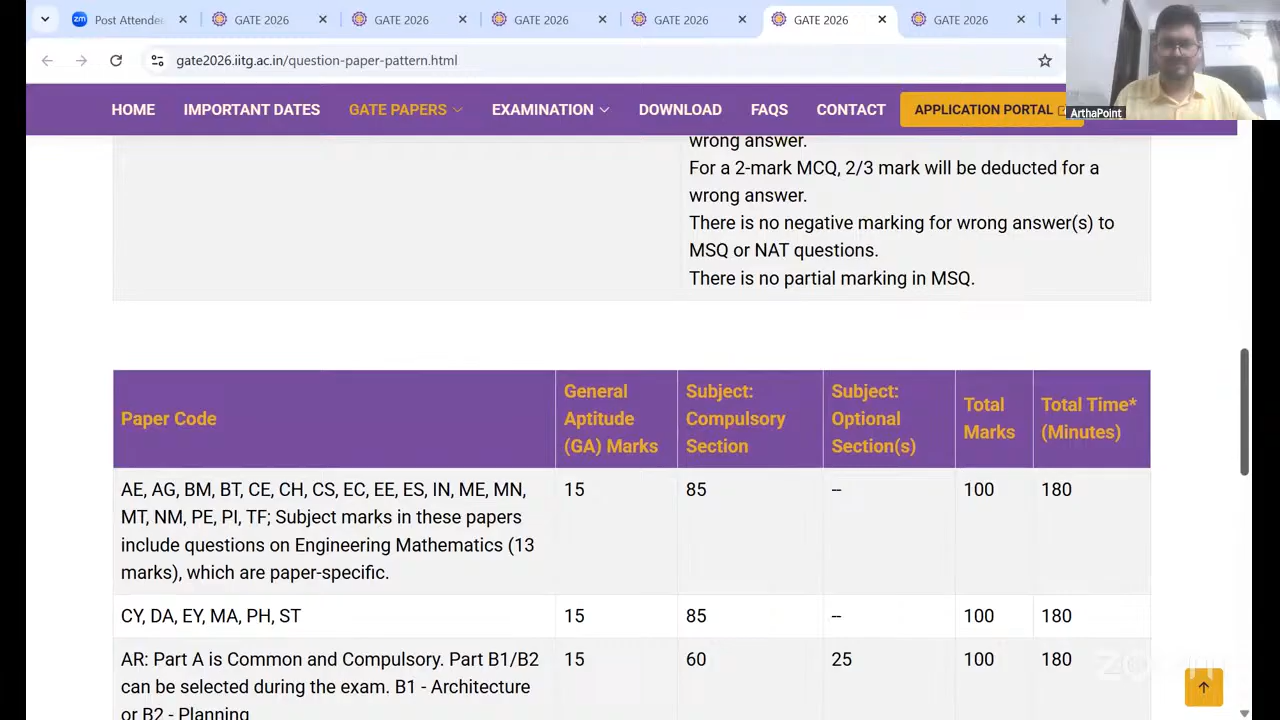 zm Post Attende
GATE 2026
GATE 2026
GATE 2026
GATE 2026
GATE 2026
GATE 2026
gate2026.iitg.ac.in/question-paper-pattern.html
HOME
IMPORTANT DATES
GATE PAPERS
EXAMINATION
DOWNLOAD
FAQS
CONTACT
APPLICATION PORTAL
ArthaPoint
wrong answer.
For a 2-mark MCQ, 2/3 mark will be deducted for a
wrong answer.
There is no negative marking for wrong answer(s) to
MSQ or NAT questions.
There is no partial marking in MSQ.
Paper Code
General
Aptitude
(GA) Marks
Subject:
Compulsory
Section
Subject:
Optional
Section(s)
Total
Marks
Total Time*
(Minutes)
AE, AG, BM, BT, CE, CH, CS, EC, EE, ES, IN, ME, MN,
MT, NM, PE, PI, TF; Subject marks in these papers
include questions on Engineering Mathematics (13
marks), which are paper-specific.
15
85
--
100
180
CY, DA, EY, MA, PH, ST
15
85
--
100
180
AR: Part A is Common and Compulsory. Part B1/B2
can be selected during the exam. B1 - Architecture
or B2 - Planning
15
60
25
100
180